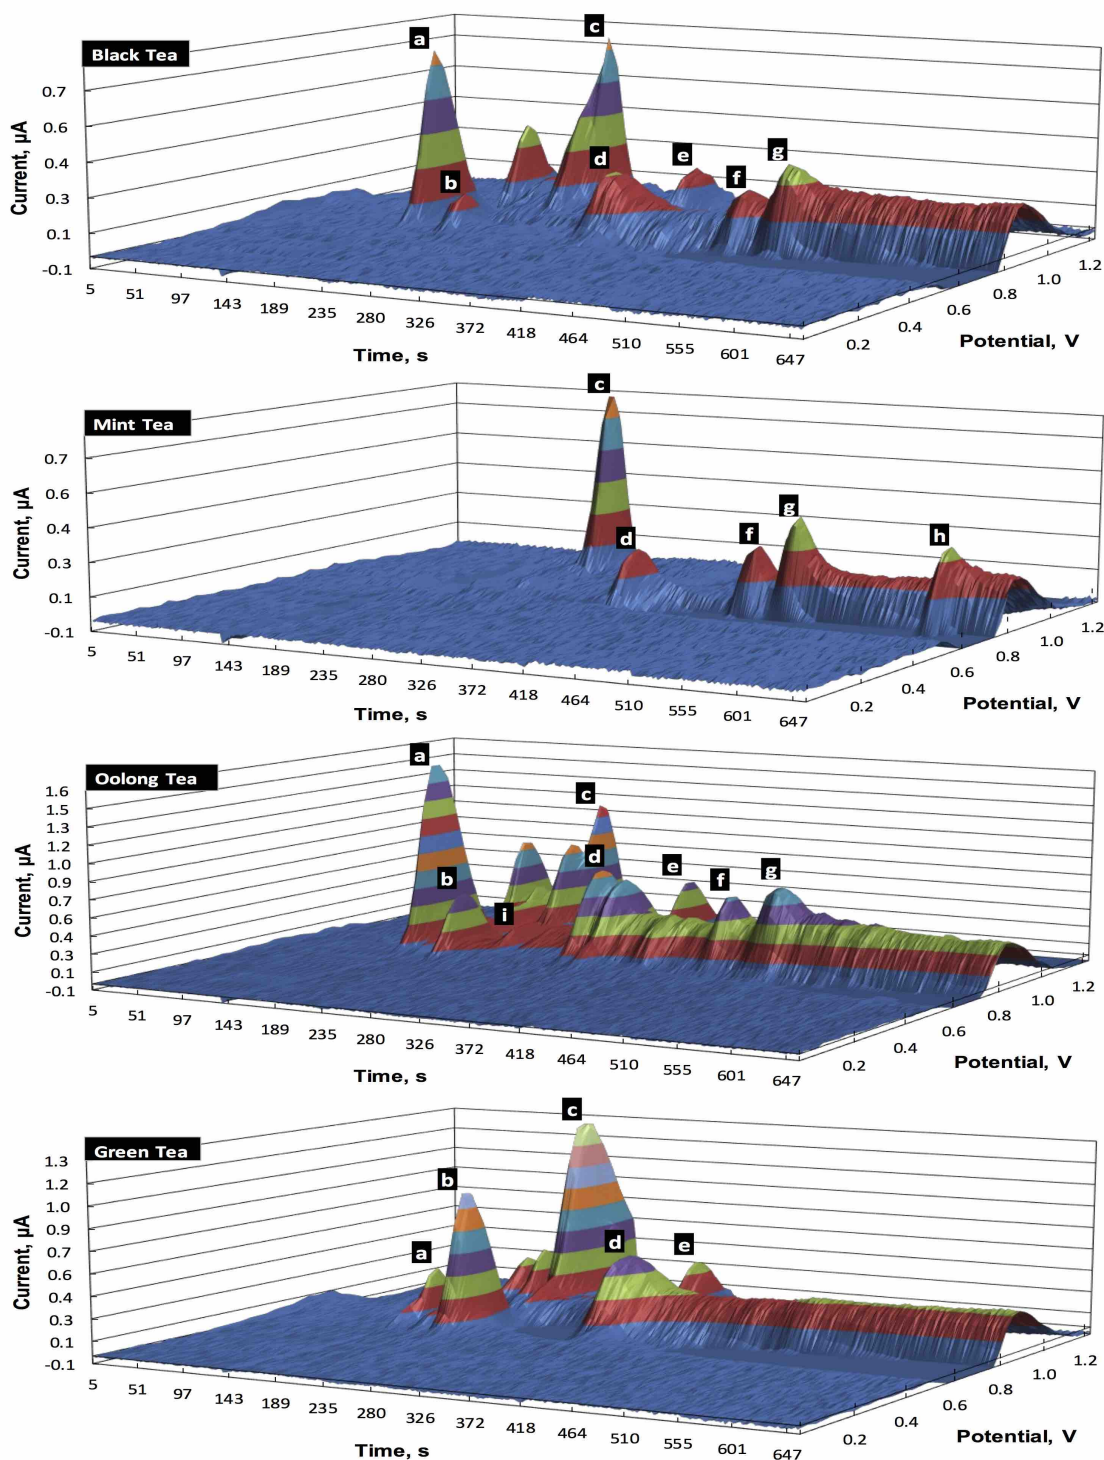 Black Tea
a
c
b
d
e
f
g
Current, µA
0.7
0.6
0.4
0.3
0.1
-0.1
5 51 97 143 189 235 280 326 372 418 464 510 555 601 647
0.2 0.4 0.6 0.8 1.0 1.2
Time, s
Potential, V
Mint Tea
c
d
f
g
h
Current, µA
0.7
0.6
0.4
0.3
0.1
-0.1
5 51 97 143 189 235 280 326 372 418 464 510 555 601 647
0.2 0.4 0.6 0.8 1.0 1.2
Time, s
Potential, V
Oolong Tea
a
c
b
d
i
e
f
g
Current, µA
1.6
1.5
1.3
1.2
1.0
0.9
0.7
0.6
0.4
0.3
0.1
-0.1
5 51 97 143 189 235 280 326 372 418 464 510 555 601 647
0.2 0.4 0.6 0.8 1.0 1.2
Time, s
Potential, V
Green Tea
c
b
a
d
e
Current, µA
1.3
1.2
1.0
0.9
0.7
0.6
0.4
0.3
0.1
-0.1
5 51 97 143 189 235 280 326 372 418 464 510 555 601 647
0.2 0.4 0.6 0.8 1.0 1.2
Time, s
Potential, V